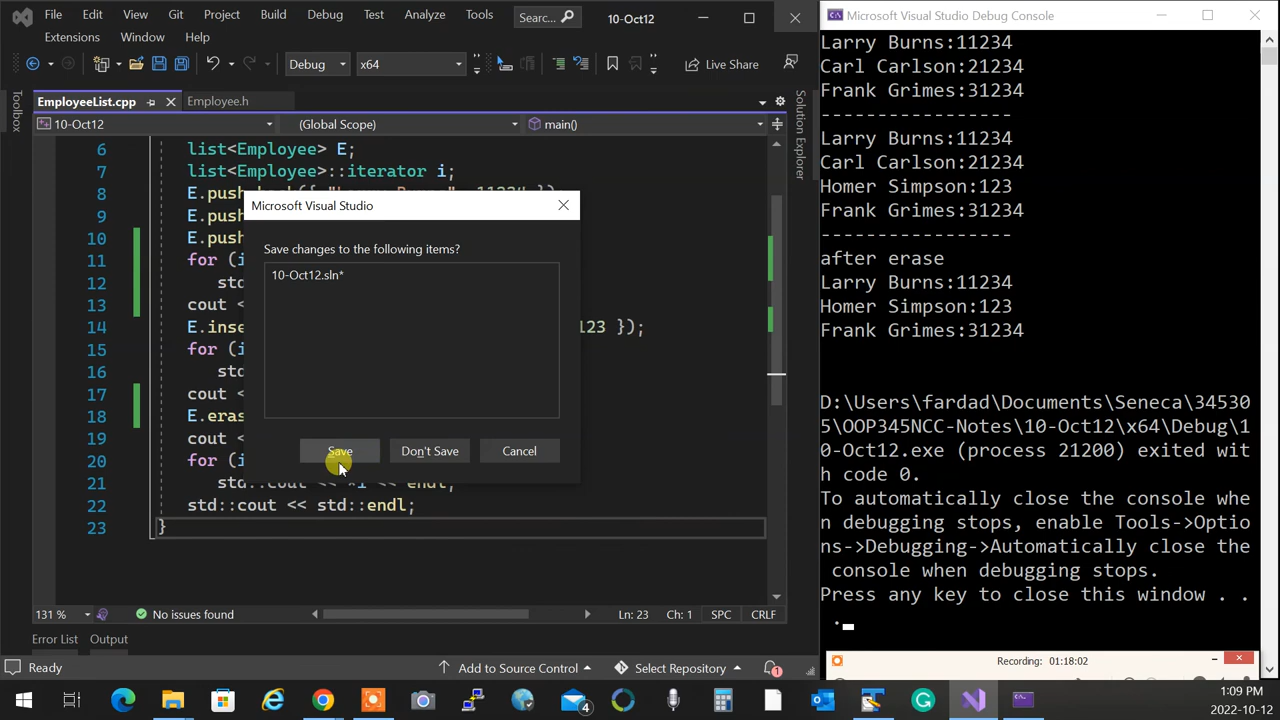 File Edit View Git Project Build Debug Test Analyze Tools Searc... 10-Oct12
Extensions Window Help
Debug x64 Live Share
EmployeeList.cpp Employee.h
10-Oct12 (Global Scope) main()
Toolbox
Solution Explorer
6 list<Employee> E;
7 list<Employee>::iterator i;
8 E.push
9 E.pus
10 E.pus
11 for (i
12 std
13 cout <
14 E.inse 123 });
15 for (i
16 std
17 cout <
18 E.eras
19 cout <
20 for (i
21 std::cout << *i << endl;
22 std::cout << std::endl;
23 }
Microsoft Visual Studio
Save changes to the following items?
10-Oct12.sln*
Save Don't Save Cancel
131 % No issues found Ln: 23 Ch: 1 SPC CRLF
Error List Output
Ready Add to Source Control Select Repository 1
Microsoft Visual Studio Debug Console
Larry Burns:11234
Carl Carlson:21234
Frank Grimes:31234
-----------------
Larry Burns:11234
Carl Carlson:21234
Homer Simpson:123
Frank Grimes:31234
-----------------
after erase
Larry Burns:11234
Homer Simpson:123
Frank Grimes:31234
D:\Users\fardad\Documents\Seneca\34530
5\OOP345NCC-Notes\10-Oct12\x64\Debug\1
0-Oct12.exe (process 21200) exited wit
h code 0.
To automatically close the console whe
n debugging stops, enable Tools->Optio
ns->Debugging->Automatically close the
 console when debugging stops.
Press any key to close this window . .
.
Recording: 01:18:02
4
1:09 PM
2022-10-12